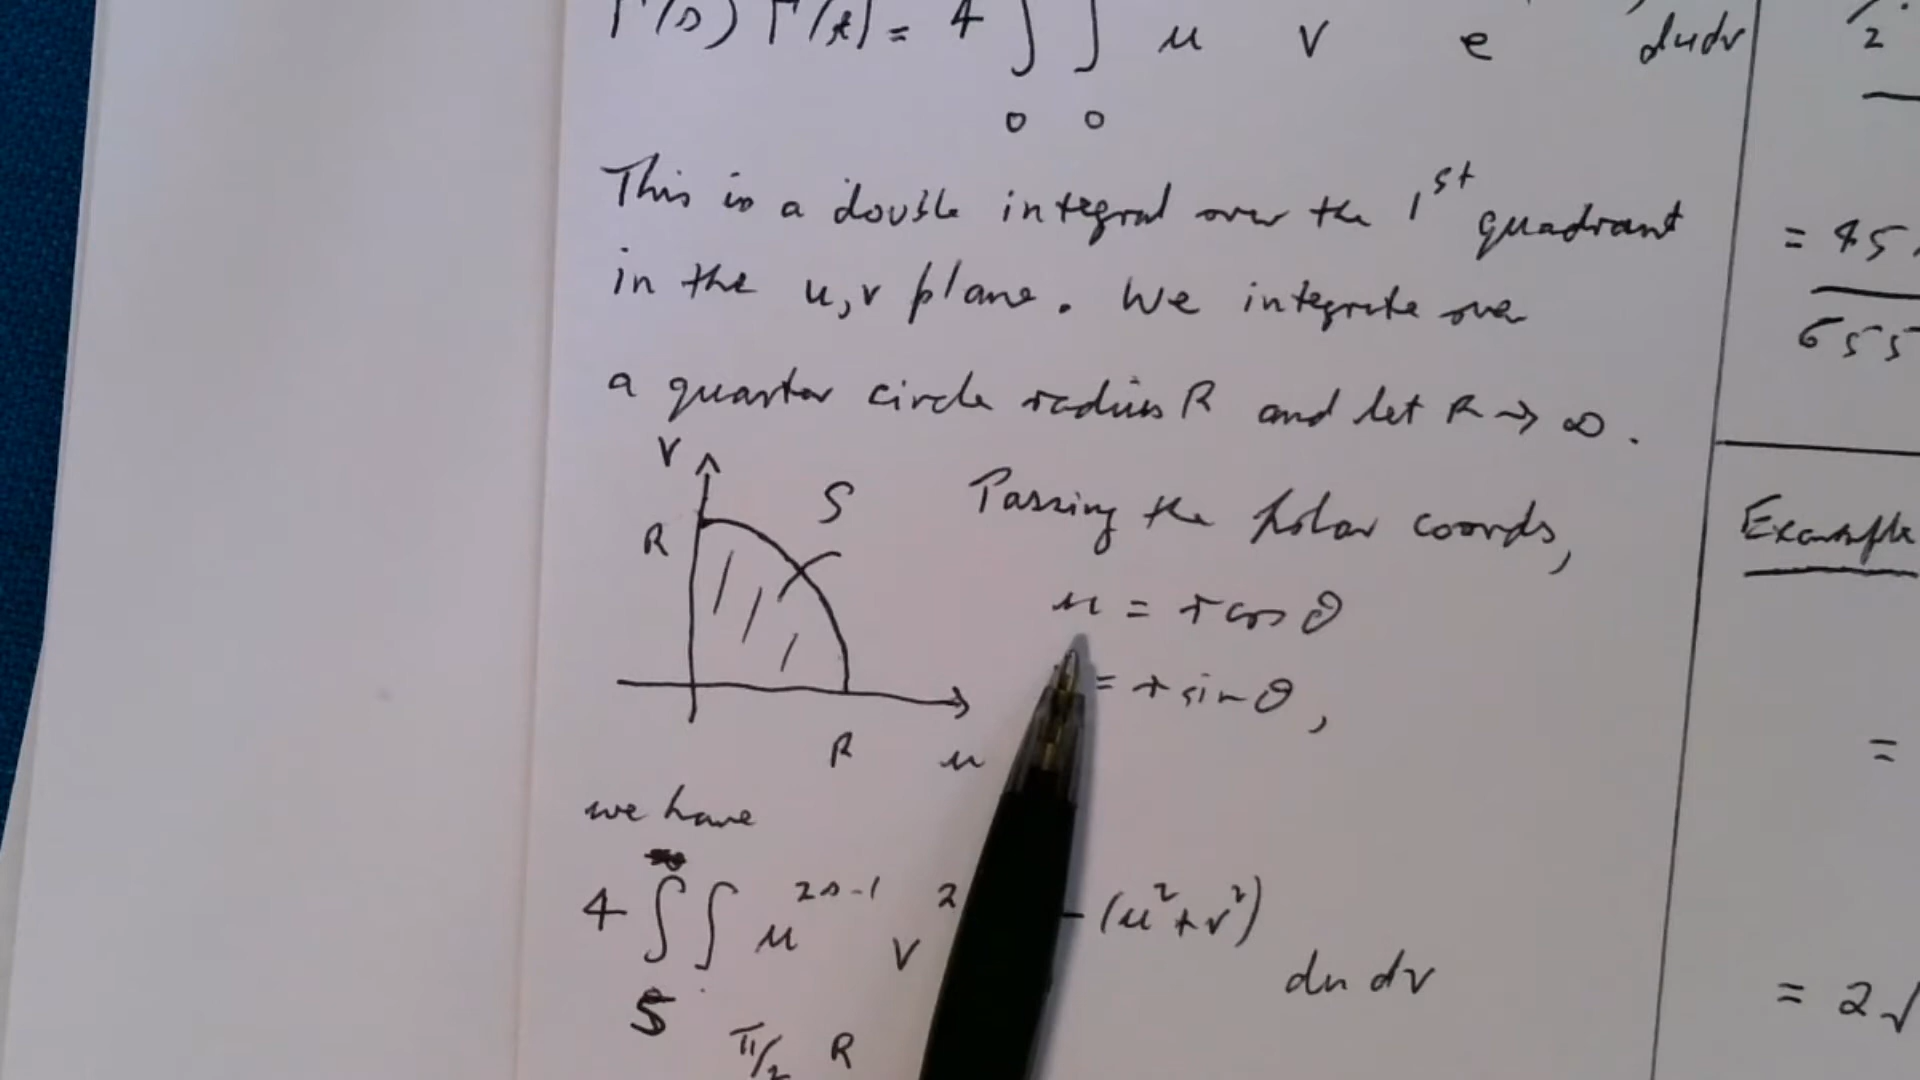 Γ(s) Γ(t) = 4 ∫ ∫ u v e du dv
0 0
This is a double integral over the 1st quadrant
in the u,v plane. We integrate over
a quarter circle radius R and let R → ∞.
V
S
R
R u
Passing the polar coords,
u = r cos θ
= r sin θ,
we have
4 ∫∫ u^2s-1 v^2 -(u²+v²) du dv
S
π/2 R
2
= 45
655
Example
=
= 2√